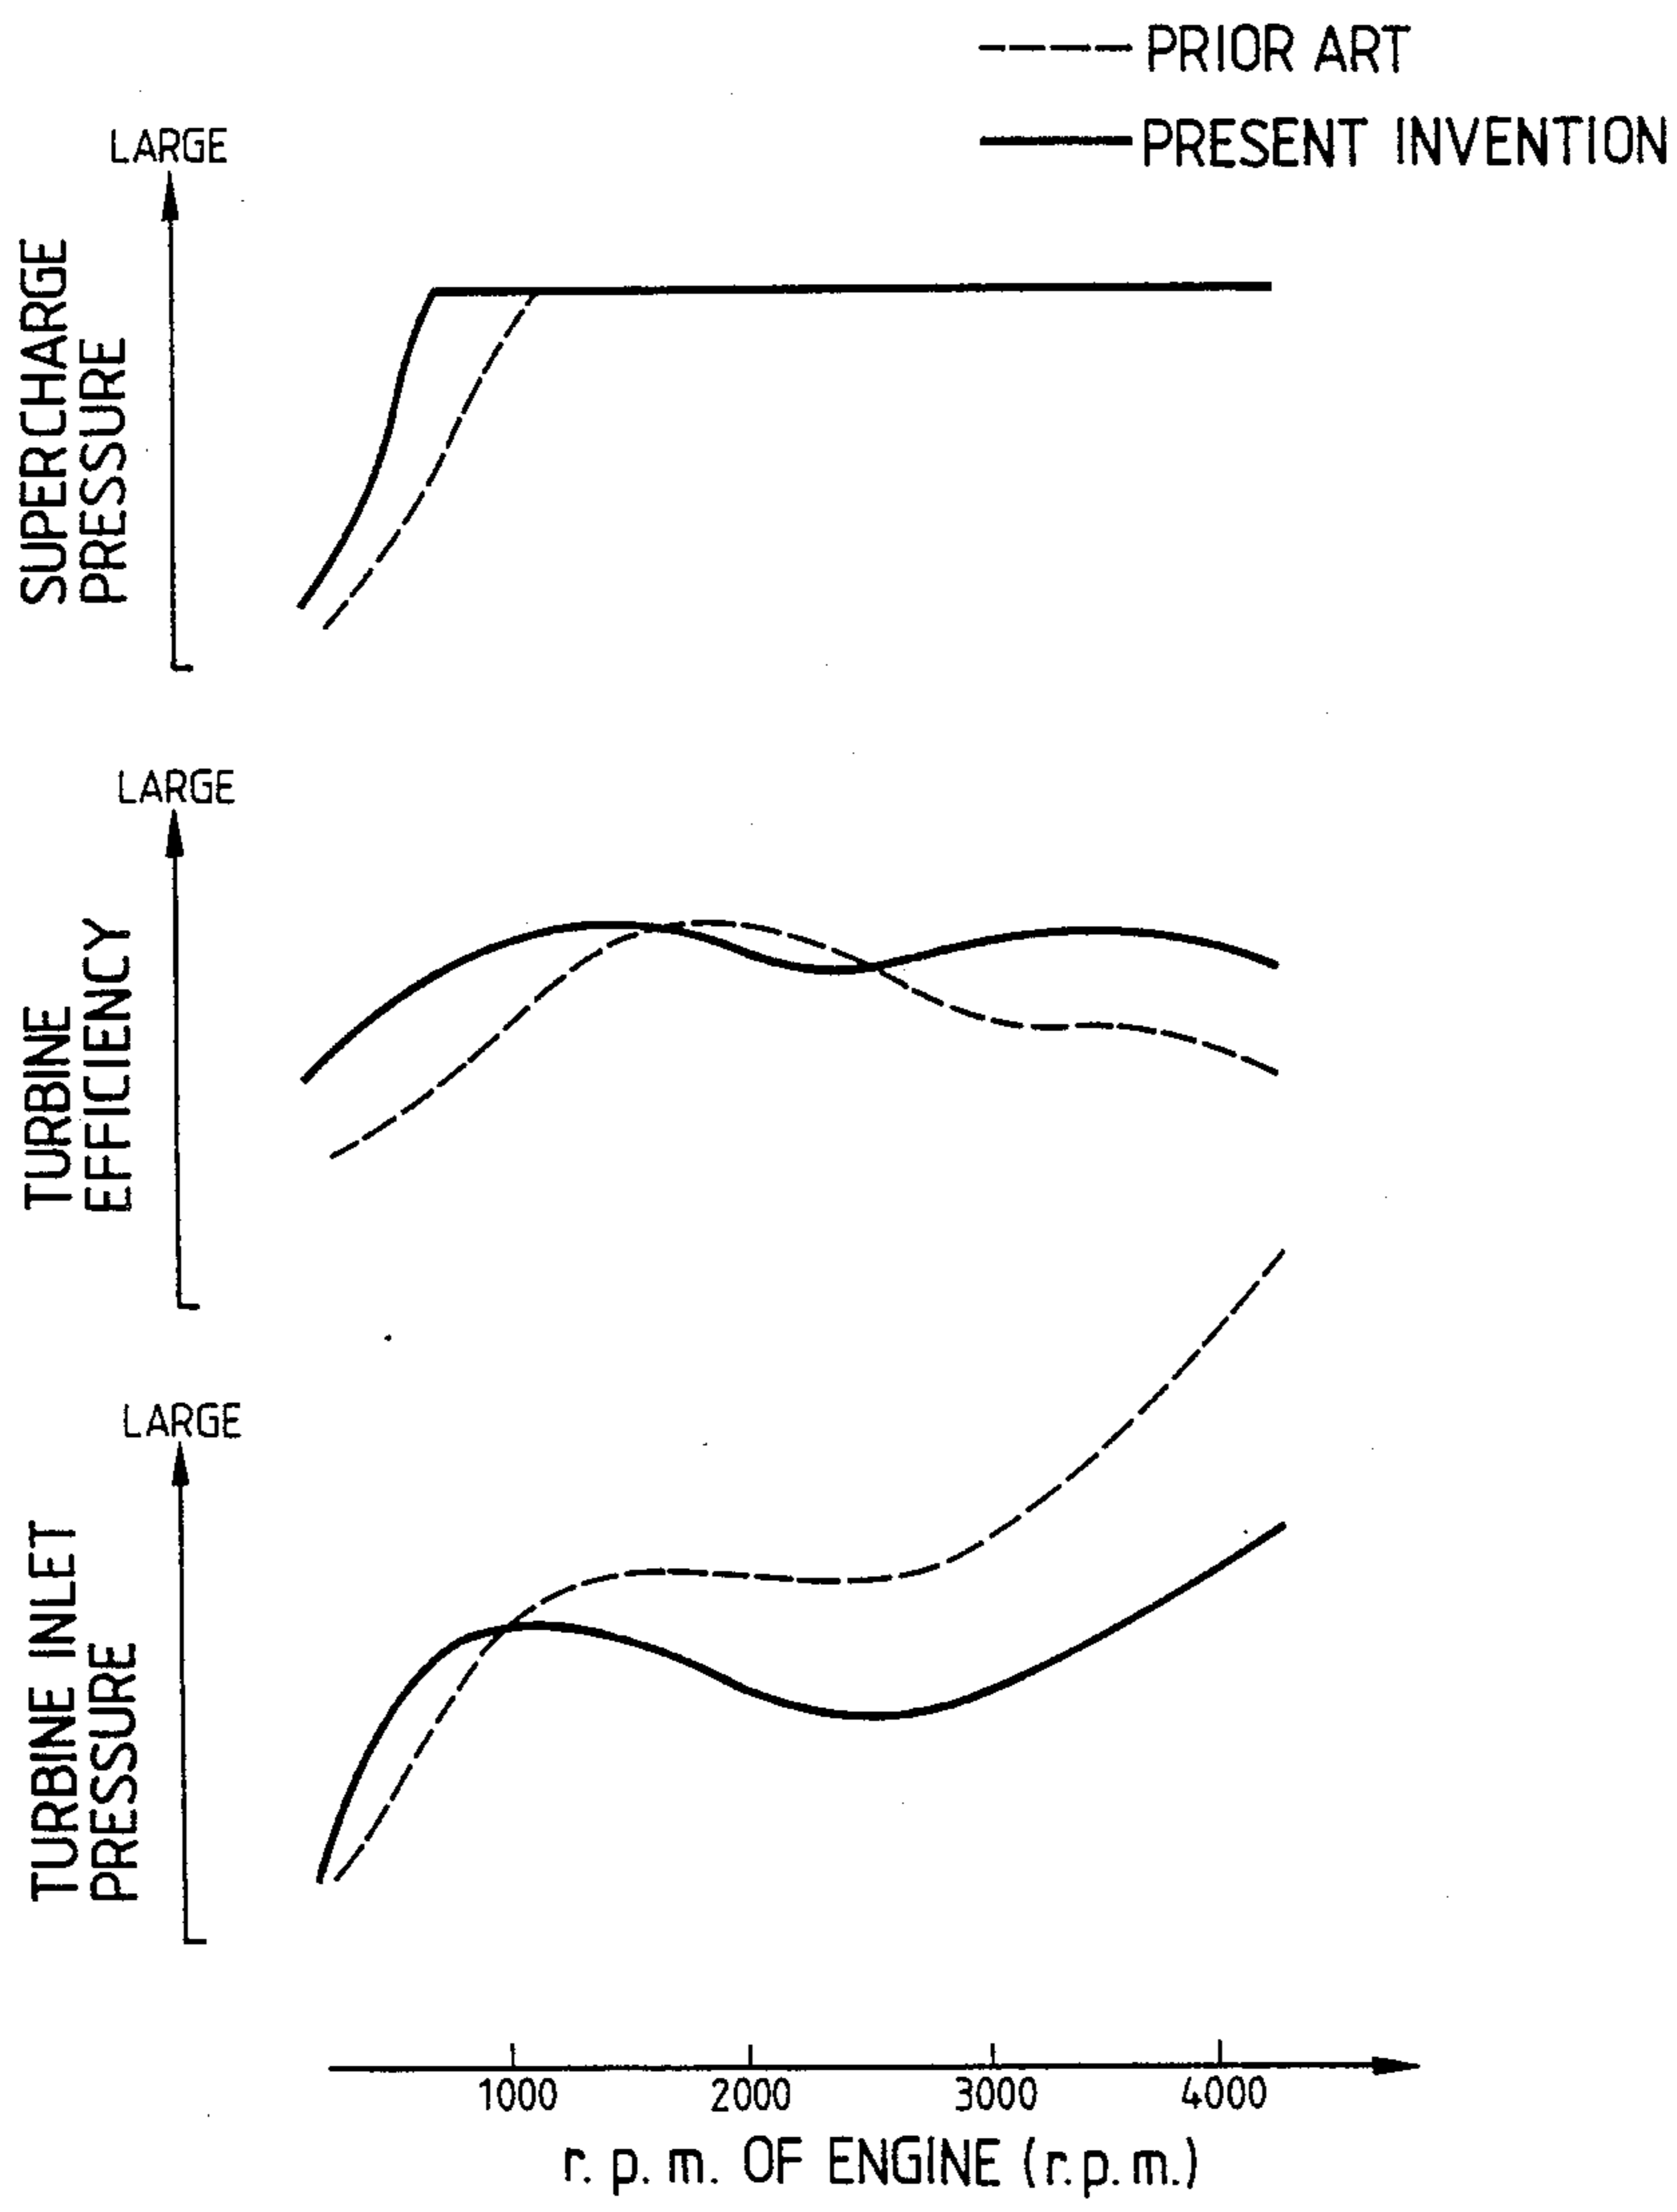 PRIOR ART
PRESENT INVENTION
LARGE
SUPERCHARGE
PRESSURE
LARGE
TURBINE
EFFICIENCY
LARGE
TURBINE INLET
PRESSURE
1000 2000 3000 4000
r. p. m. OF ENGINE (r.p.m.)